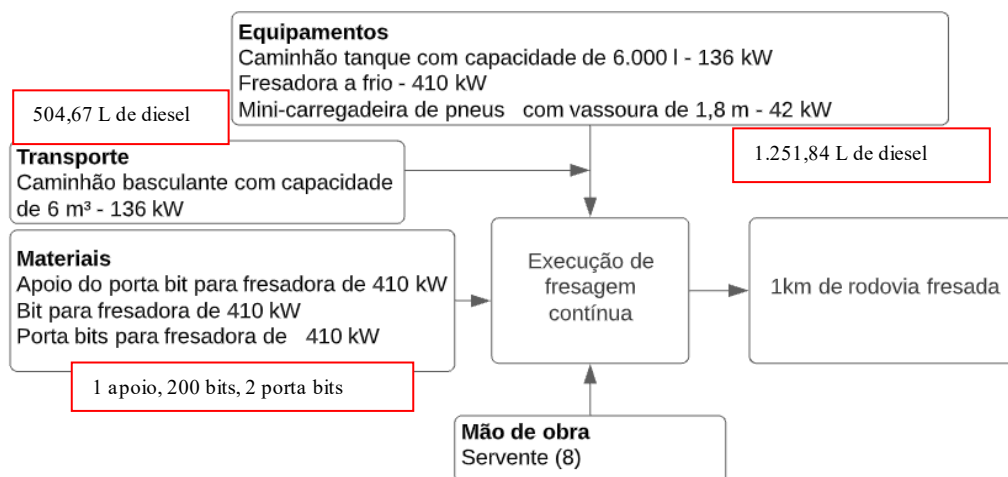 Equipamentos
Caminhão tanque com capacidade de 6.000 l - 136 kW
Fresadora a frio - 410 kW
Mini-carregadeira de pneus com vassoura de 1,8 m - 42 kW
504,67 L de diesel
1.251,84 L de diesel
Transporte
Caminhão basculante com capacidade
de 6 m³ - 136 kW
Materiais
Apoio do porta bit para fresadora de 410 kW
Bit para fresadora de 410 kW
Porta bits para fresadora de 410 kW
1 apoio, 200 bits, 2 porta bits
Execução de
fresagem
contínua
1km de rodovia fresada
Mão de obra
Servente (8)